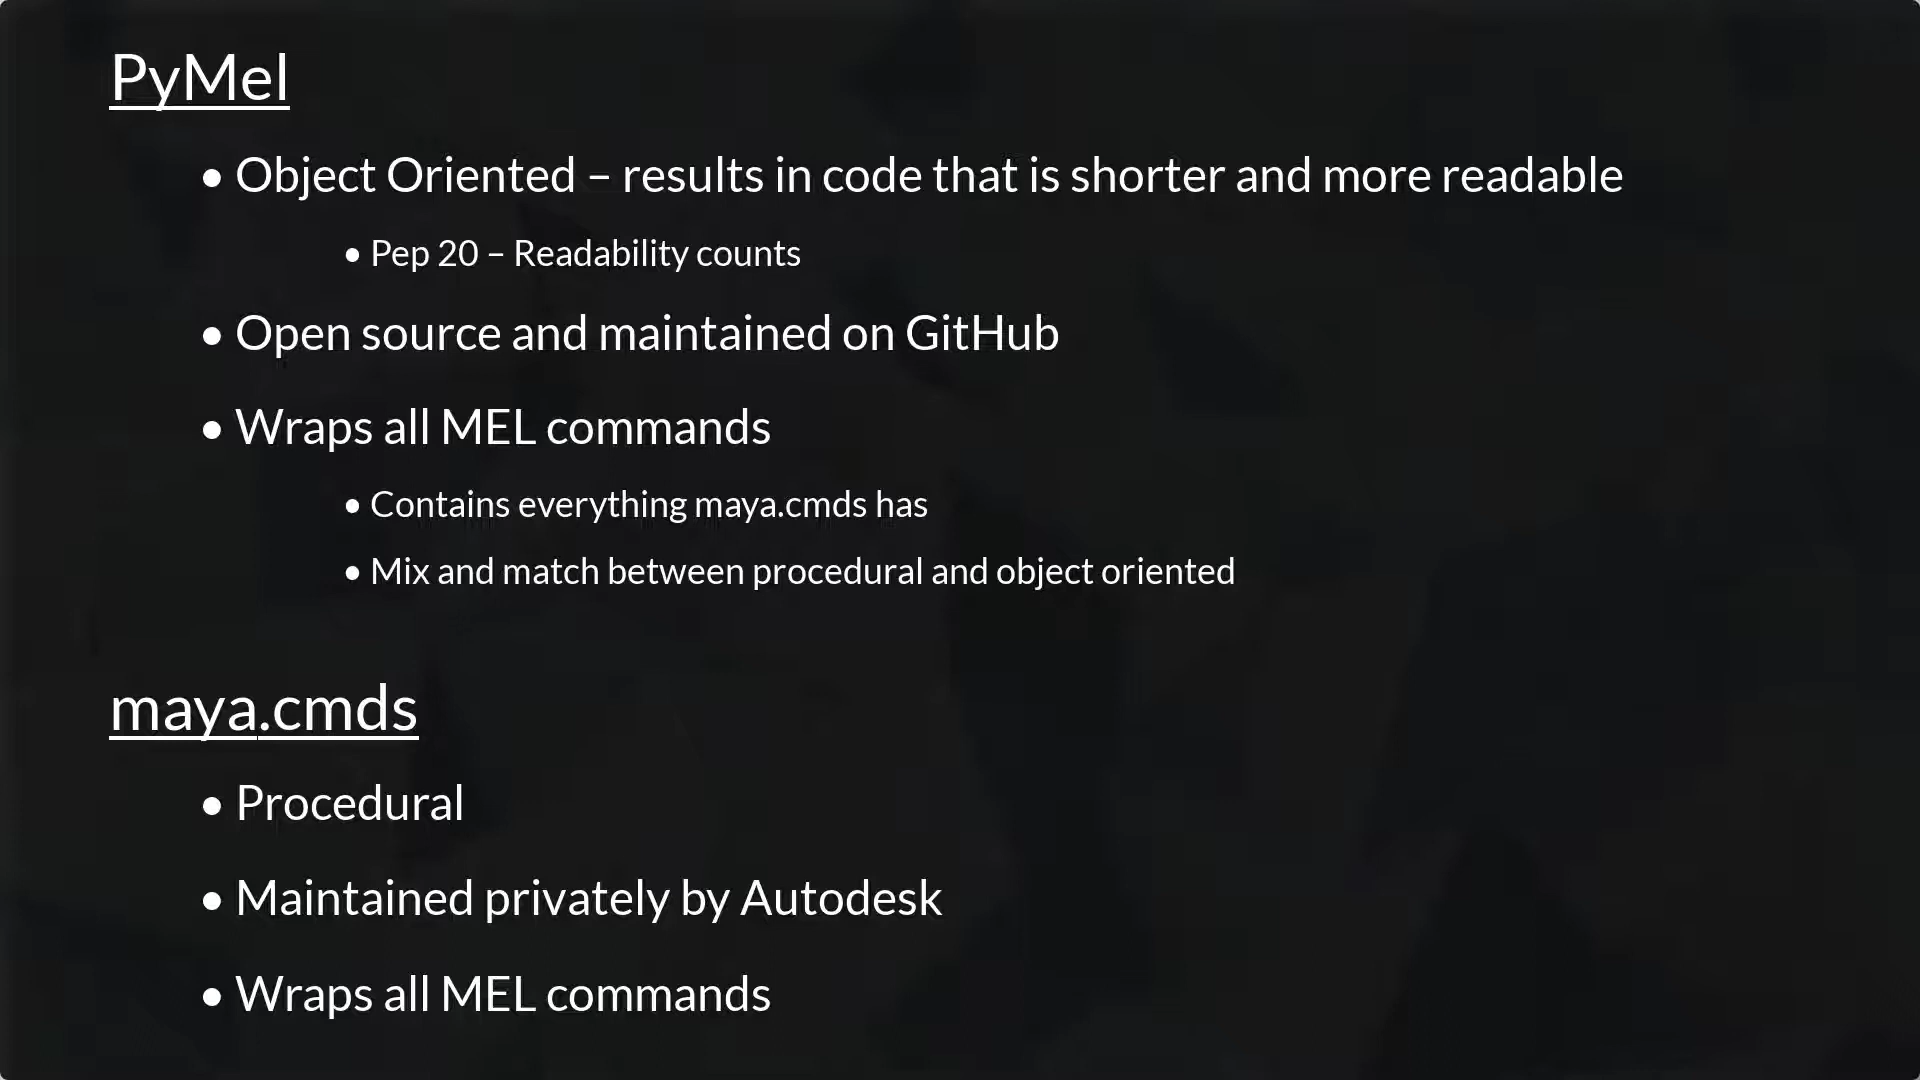 PyMel
• Object Oriented – results in code that is shorter and more readable
• Pep 20 – Readability counts
• Open source and maintained on GitHub
• Wraps all MEL commands
• Contains everything maya.cmds has
• Mix and match between procedural and object oriented
maya.cmds
• Procedural
• Maintained privately by Autodesk
• Wraps all MEL commands